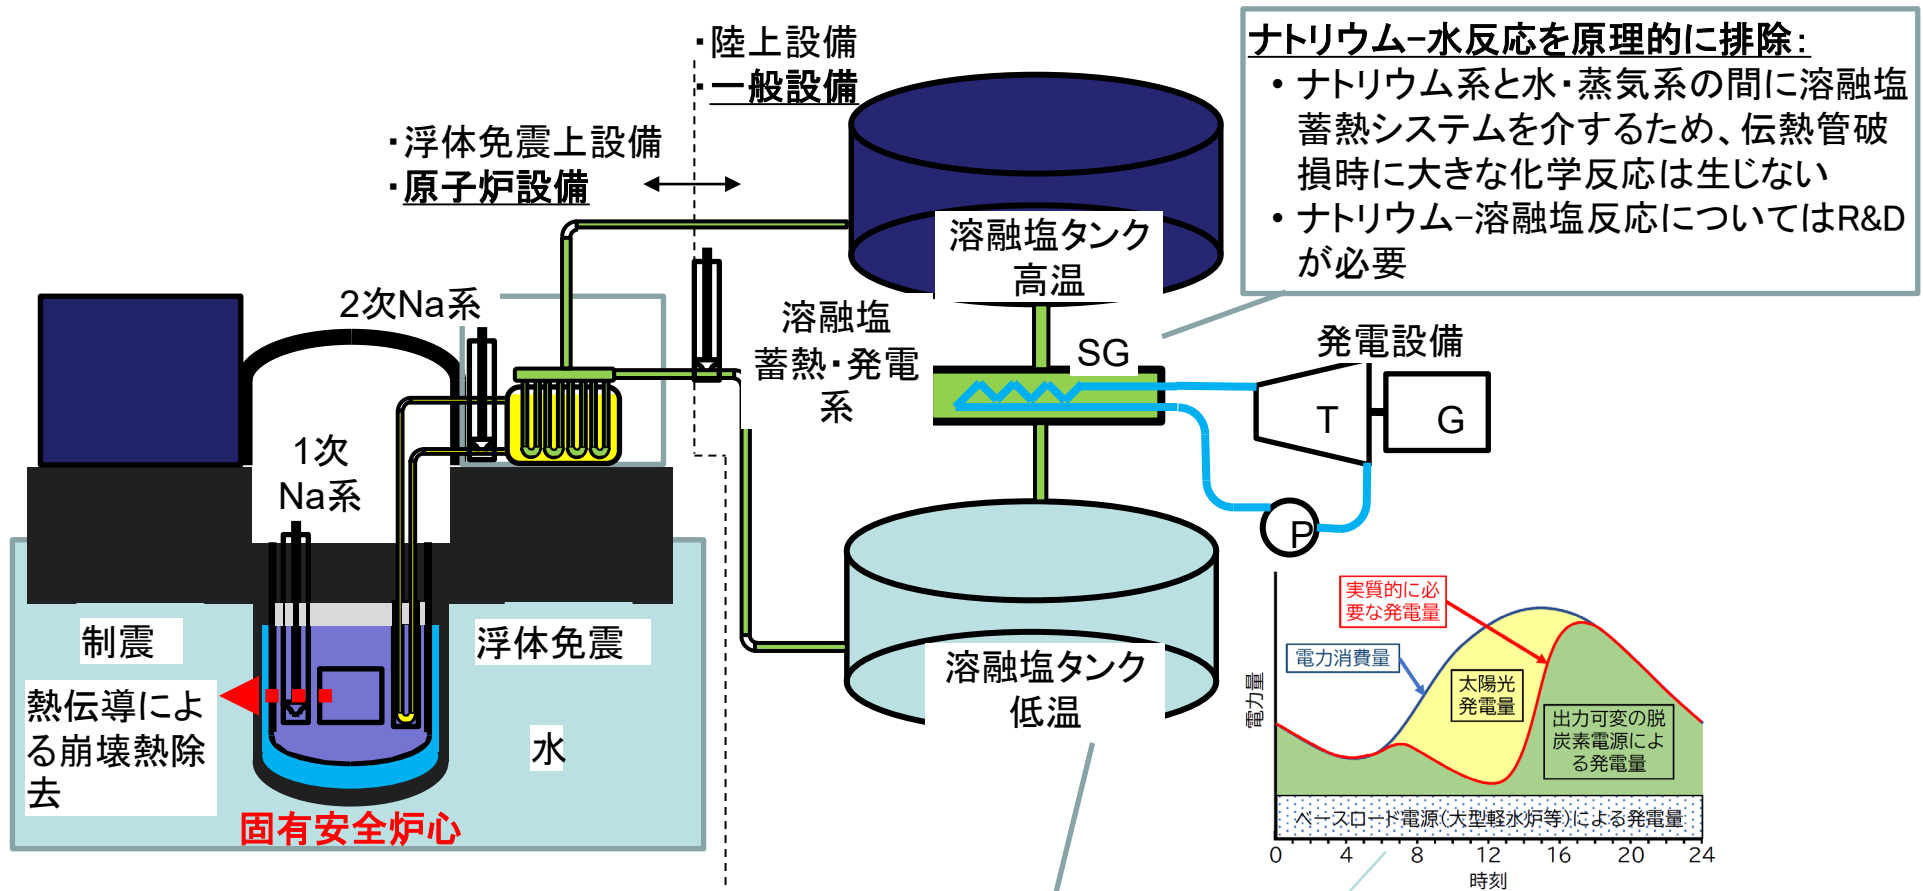 ・陸上設備
・一般設備
・浮体免震上設備
・原子炉設備
ナトリウム-水反応を原理的に排除:
• ナトリウム系と水・蒸気系の間に溶融塩
蓄熱システムを介するため、伝熱管破
損時に大きな化学反応は生じない
• ナトリウム-溶融塩反応についてはR&D
が必要
溶融塩タンク
高温
2次Na系
溶融塩
蓄熱・発電
系
SG
発電設備
T
G
P
1次
Na系
制震
浮体免震
熱伝導によ
る崩壊熱除
去
水
固有安全炉心
溶融塩タンク
低温
実質的に必
要な発電量
電力消費量
太陽光
発電量
出力可変の脱
炭素電源によ
る発電量
ベースロード電源(大型軽水炉等)による発電量
電力量
0 4 8 12 16 20 24
時刻